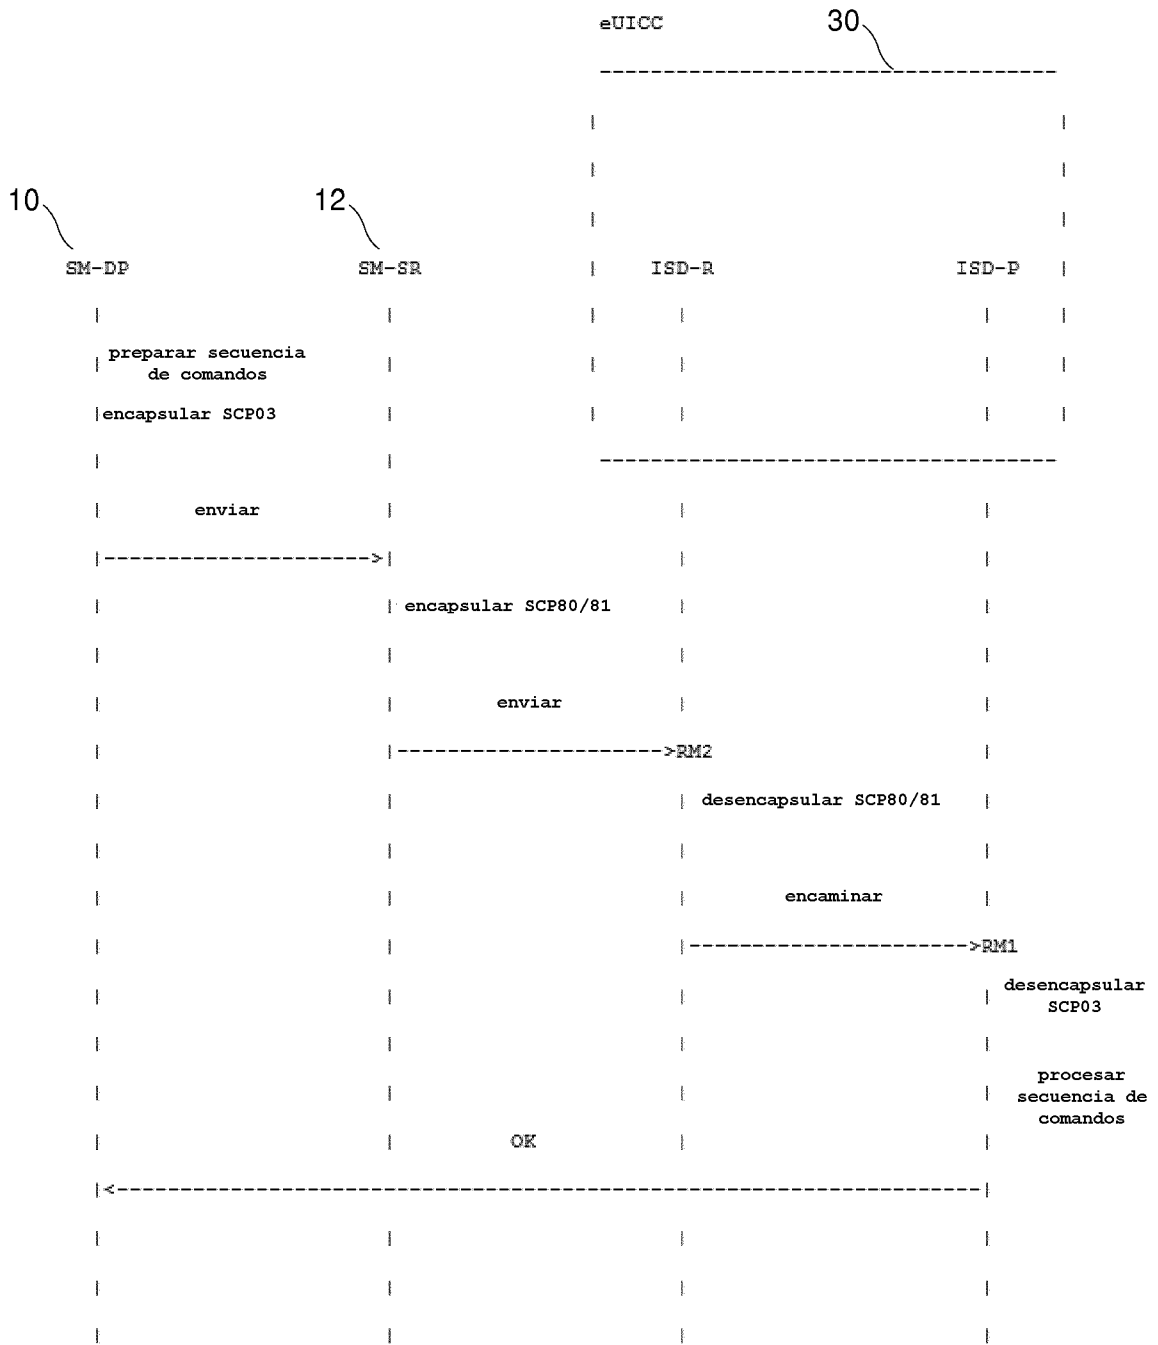 eUICC
30
10
12
SM-DP
SM-SR
ISD-R
ISD-P
preparar secuencia
de comandos
encapsular SCP03
enviar
encapsular SCP80/81
enviar
RM2
desencapsular SCP80/81
encaminar
RM1
desencapsular
SCP03
procesar
secuencia de
comandos
OK